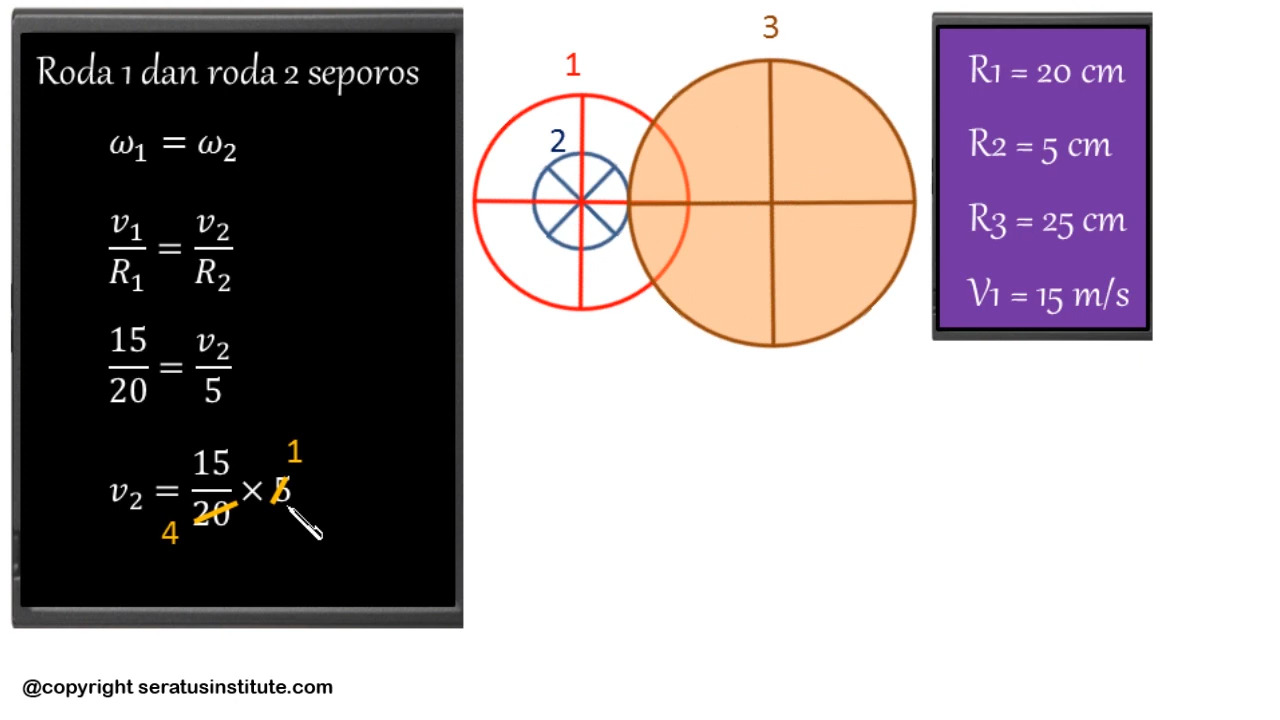 Roda 1 dan roda 2 seporos
ω₁ = ω₂
v₁/R₁ = v₂/R₂
15/20 = v₂/5
v₂ = 15/20 × 5
4
1
1
2
3
R1 = 20 cm
R2 = 5 cm
R3 = 25 cm
V1 = 15 m/s
@copyright seratusinstitute.com